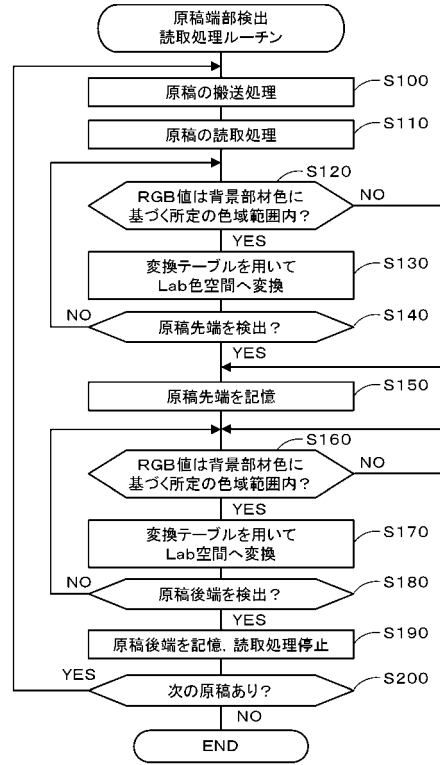 原稿端部検出
読取処理ルーチン
原稿の搬送処理
S100
原稿の読取処理
S110
S120
RGB値は背景部材色に
基づく所定の色域範囲内?
NO
YES
変換テーブルを用いて
Lab色空間へ変換
S130
NO
原稿先端を検出?
S140
YES
原稿先端を記憶
S150
S160
RGB値は背景部材色に
基づく所定の色域範囲内?
NO
YES
変換テーブルを用いて
Lab空間へ変換
S170
NO
原稿後端を検出?
S180
YES
原稿後端を記憶, 読取処理停止
S190
YES
次の原稿あり?
S200
NO
END